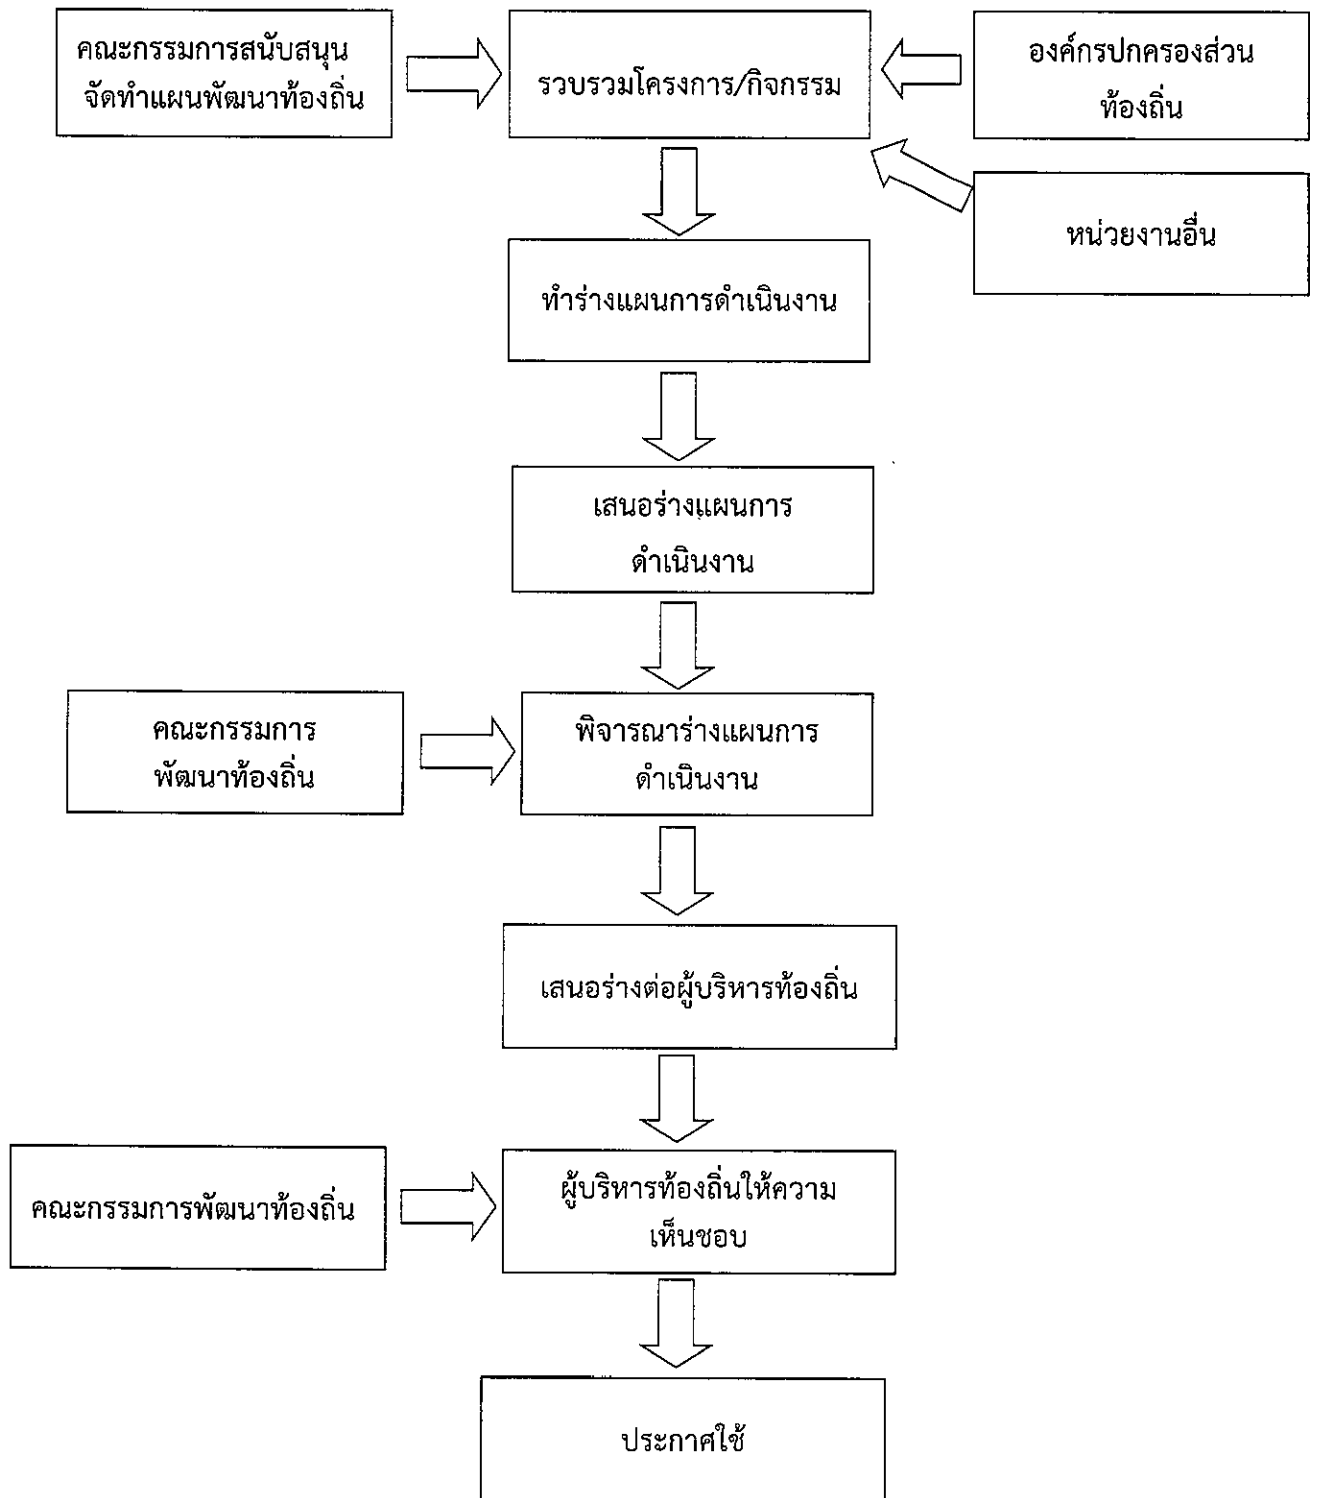 คณะกรรมการสนับสนุน
จัดทำแผนพัฒนาท้องถิ่น
รวบรวมโครงการ/กิจกรรม
องค์กรปกครองส่วน
ท้องถิ่น
หน่วยงานอื่น
ทำร่างแผนการดำเนินงาน
เสนอร่างแผนการ
ดำเนินงาน
คณะกรรมการ
พัฒนาท้องถิ่น
พิจารณาร่างแผนการ
ดำเนินงาน
เสนอร่างต่อผู้บริหารท้องถิ่น
คณะกรรมการพัฒนาท้องถิ่น
ผู้บริหารท้องถิ่นให้ความ
เห็นชอบ
ประกาศใช้